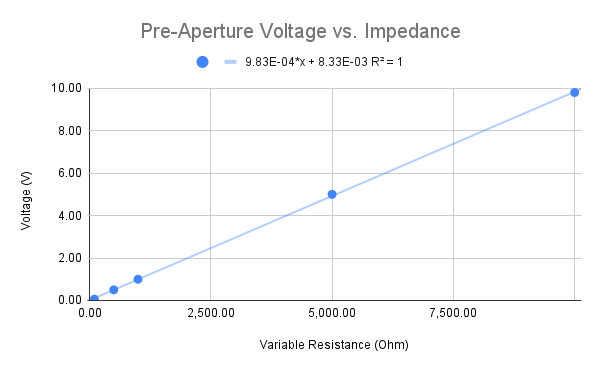 Pre-Aperture Voltage vs. Impedance
9.83E-04*x + 8.33E-03 R² = 1
10.00
8.00
6.00
4.00
2.00
0.00
Voltage (V)
0.00 2,500.00 5,000.00 7,500.00
Variable Resistance (Ohm)